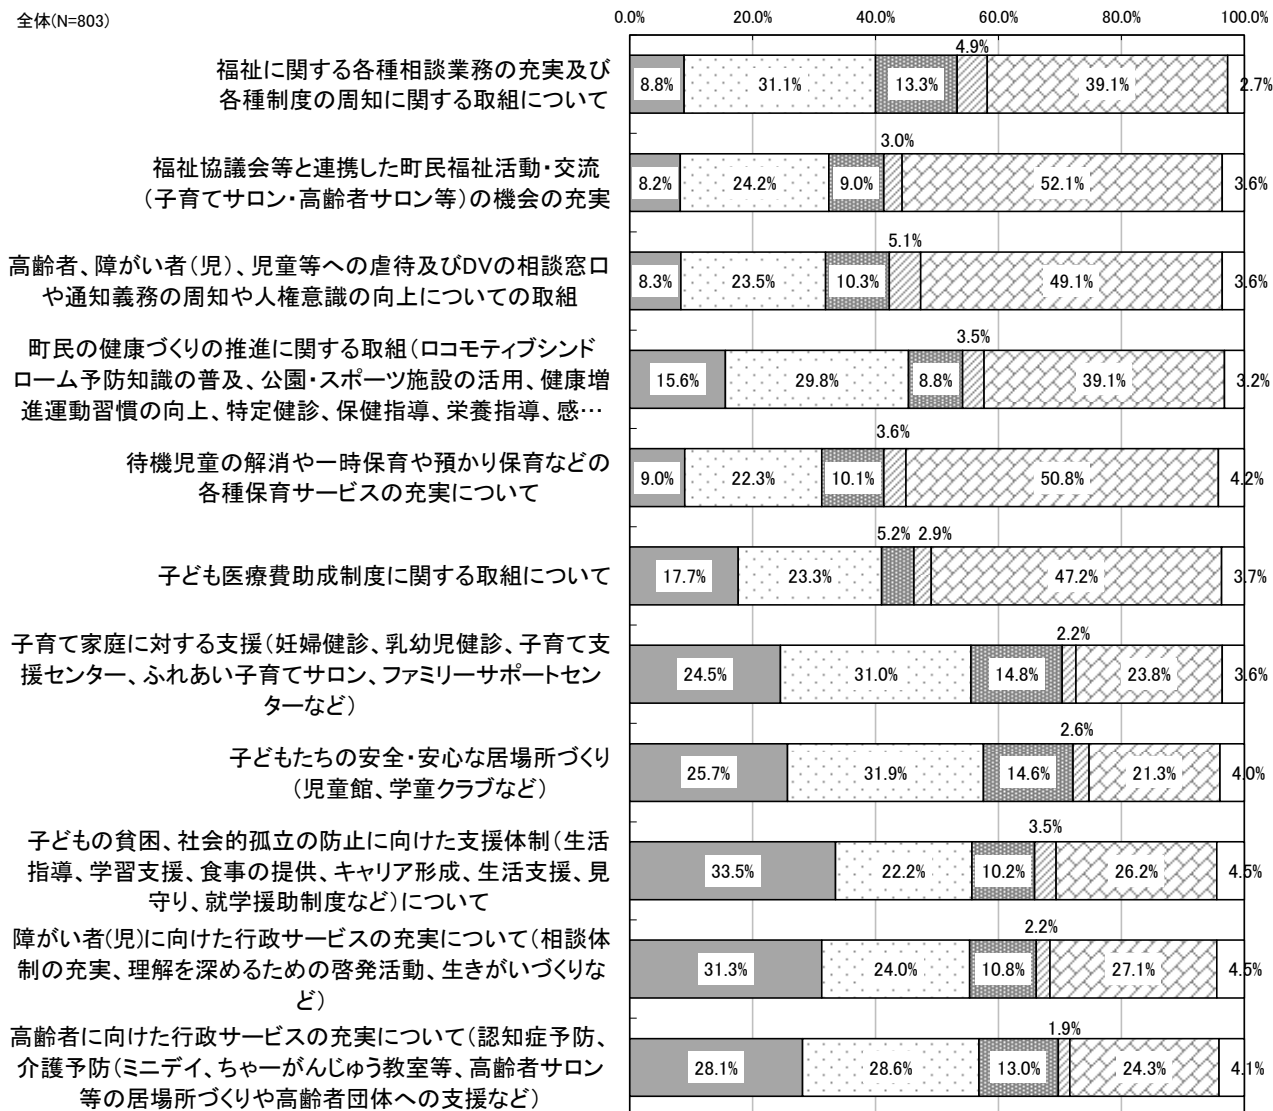 全体(N=803)
0.0% 20.0% 40.0% 60.0% 80.0% 100.0%
福祉に関する各種相談業務の充実及び
各種制度の周知に関する取組について
8.8% 31.1% 13.3% 4.9% 39.1% 2.7%
福祉協議会等と連携した町民福祉活動・交流
(子育てサロン・高齢者サロン等)の機会の充実
8.2% 24.2% 9.0% 3.0% 52.1% 3.6%
高齢者、障がい者(児)、児童等への虐待及びDVの相談窓口
や通知義務の周知や人権意識の向上についての取組
8.3% 23.5% 10.3% 5.1% 49.1% 3.6%
町民の健康づくりの推進に関する取組(ロコモティブシンド
ローム予防知識の普及、公園・スポーツ施設の活用、健康増
進運動習慣の向上、特定健診、保健指導、栄養指導、感…
15.6% 29.8% 8.8% 3.5% 39.1% 3.2%
待機児童の解消や一時保育や預かり保育などの
各種保育サービスの充実について
9.0% 22.3% 10.1% 3.6% 50.8% 4.2%
子ども医療費助成制度に関する取組について
17.7% 23.3% 5.2% 2.9% 47.2% 3.7%
子育て家庭に対する支援(妊婦健診、乳幼児健診、子育て支
援センター、ふれあい子育てサロン、ファミリーサポートセン
ターなど)
24.5% 31.0% 14.8% 2.2% 23.8% 3.6%
子どもたちの安全・安心な居場所づくり
(児童館、学童クラブなど)
25.7% 31.9% 14.6% 2.6% 21.3% 4.0%
子どもの貧困、社会的孤立の防止に向けた支援体制(生活
指導、学習支援、食事の提供、キャリア形成、生活支援、見
守り、就学援助制度など)について
33.5% 22.2% 10.2% 3.5% 26.2% 4.5%
障がい者(児)に向けた行政サービスの充実について(相談体
制の充実、理解を深めるための啓発活動、生きがいづくりな
ど)
31.3% 24.0% 10.8% 2.2% 27.1% 4.5%
高齢者に向けた行政サービスの充実について(認知症予防、
介護予防(ミニデイ、ちゃーがんじゅう教室等、高齢者サロン
等の居場所づくりや高齢者団体への支援など)
28.1% 28.6% 13.0% 1.9% 24.3% 4.1%